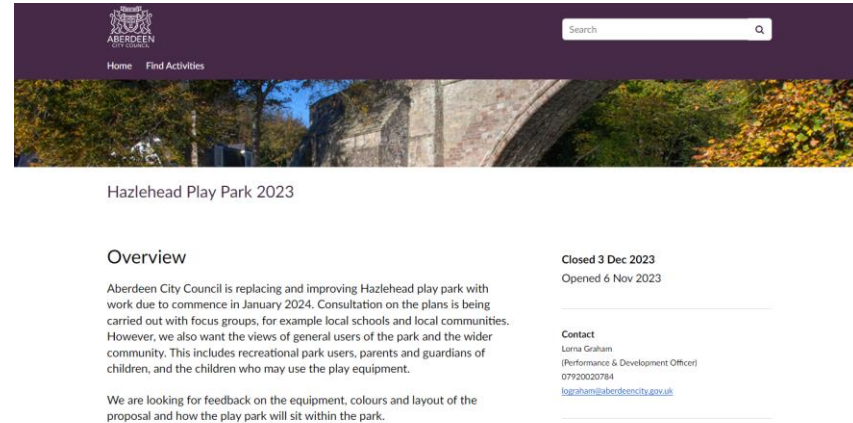 ABERDEEN
CITY COUNCIL
Search
Home Find Activities
Hazlehead Play Park 2023
Overview
Aberdeen City Council is replacing and improving Hazlehead play park with
work due to commence in January 2024. Consultation on the plans is being
carried out with focus groups, for example local schools and local communities.
However, we also want the views of general users of the park and the wider
community. This includes recreational park users, parents and guardians of
children, and the children who may use the play equipment.
We are looking for feedback on the equipment, colours and layout of the
proposal and how the play park will sit within the park.
Closed 3 Dec 2023
Opened 6 Nov 2023
Contact
Lorna Graham
(Performance & Development Officer)
07920020784
lograham@aberdeencity.gov.uk